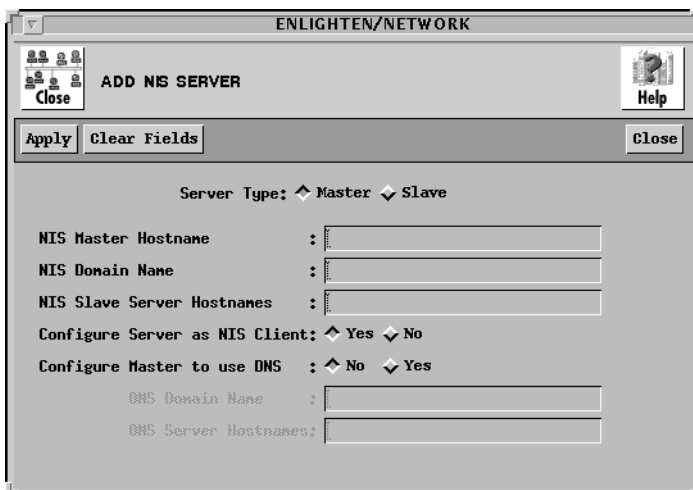 ENLIGHTEN/NETWORK
Close
ADD NIS SERVER
Help
Apply Clear Fields Close
Server Type: Master Slave
NIS Master Hostname :
NIS Domain Name :
NIS Slave Server Hostnames :
Configure Server as NIS Client: Yes No
Configure Master to use DNS : No Yes
DNS Domain Name :
DNS Server Hostnames: